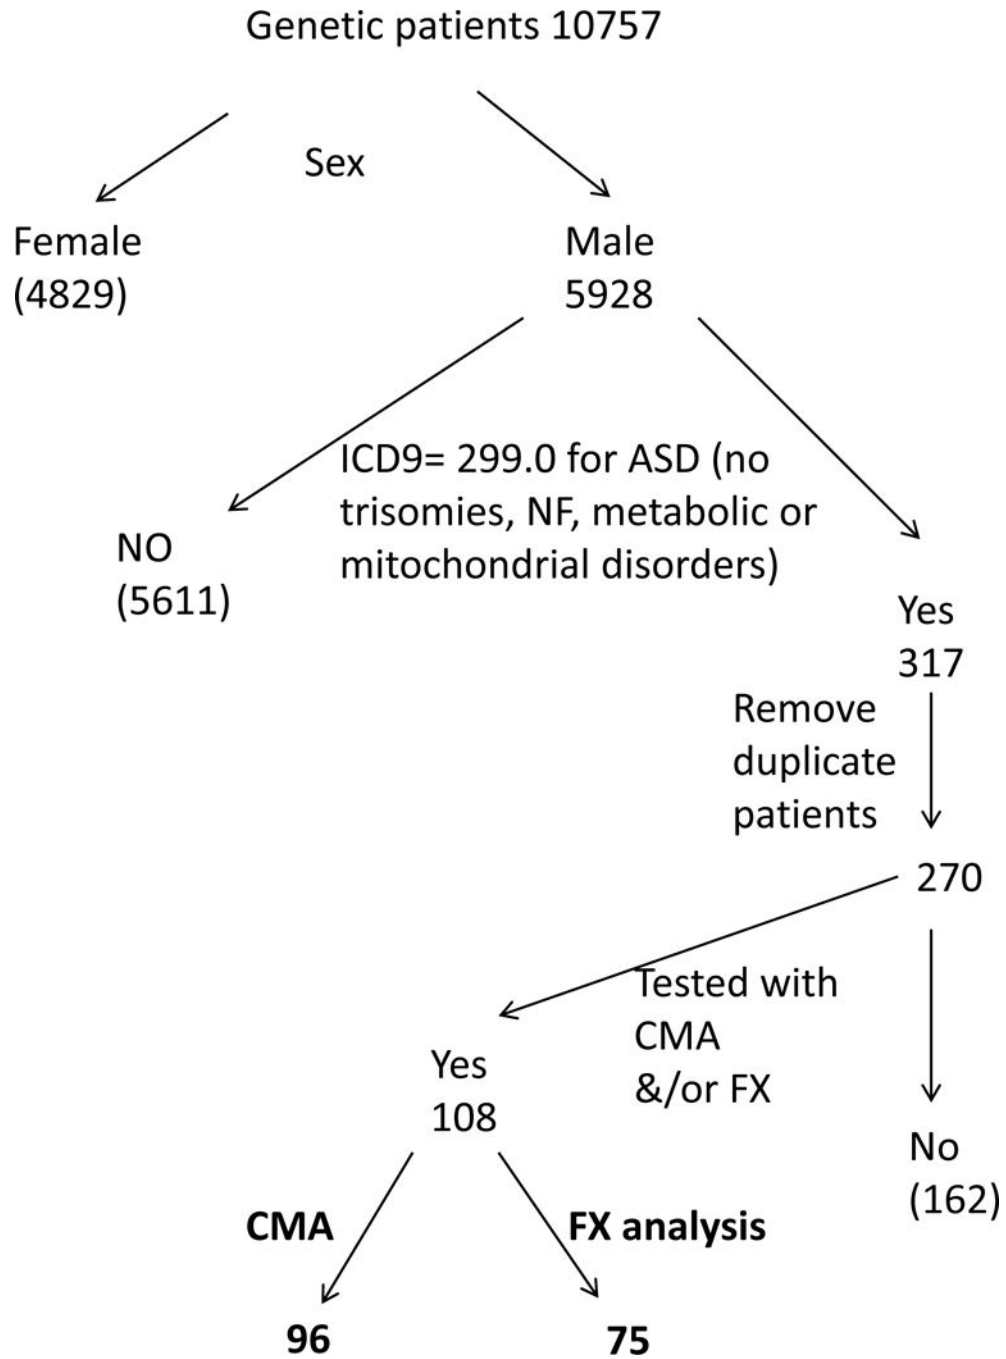 Genetic patients 10757
Sex
Female
(4829)
Male
5928
ICD9= 299.0 for ASD (no
trisomies, NF, metabolic or
mitochondrial disorders)
NO
(5611)
Yes
317
Remove
duplicate
patients
270
Tested with
CMA
&/or FX
Yes
108
No
(162)
CMA
FX analysis
96
75